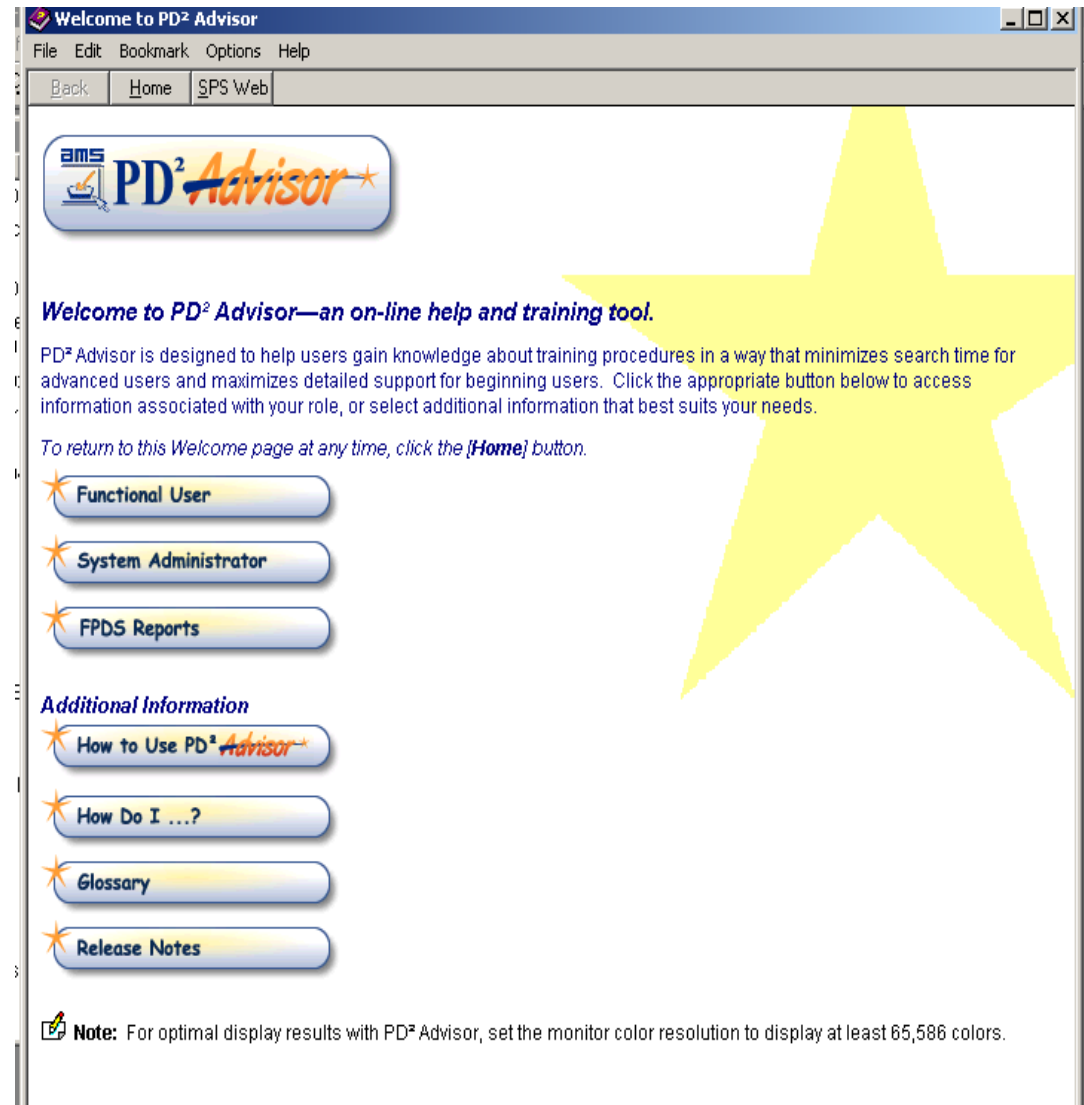 Welcome to PD² Advisor
File Edit Bookmark Options Help
Back Home SPS Web
ams
PD² Advisor
Welcome to PD² Advisor—an on-line help and training tool.
PD² Advisor is designed to help users gain knowledge about training procedures in a way that minimizes search time for
advanced users and maximizes detailed support for beginning users. Click the appropriate button below to access
information associated with your role, or select additional information that best suits your needs.
To return to this Welcome page at any time, click the [Home] button.
Functional User
System Administrator
FPDS Reports
Additional Information
How to Use PD² Advisor
How Do I ...?
Glossary
Release Notes
Note: For optimal display results with PD² Advisor, set the monitor color resolution to display at least 65,586 colors.